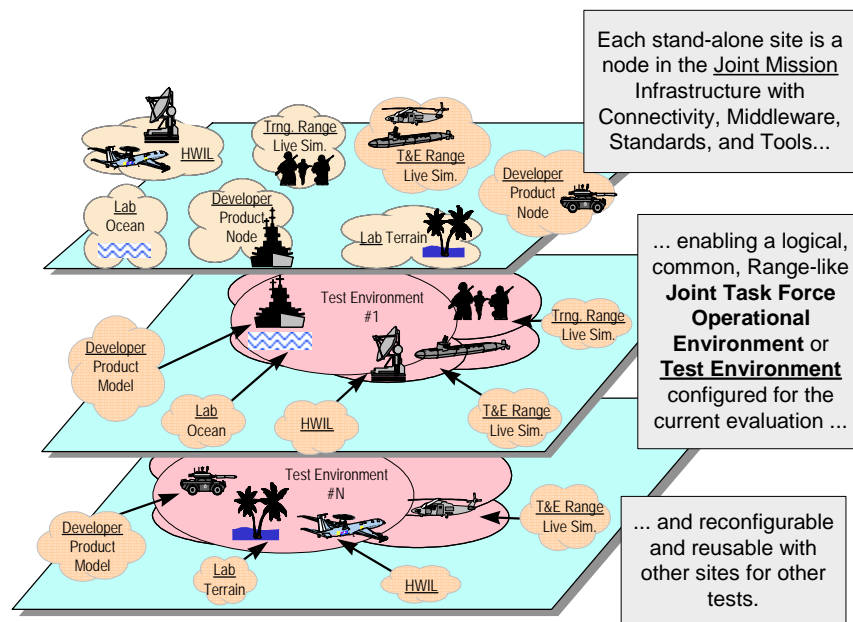 Each stand-alone site is a
node in the Joint Mission
Infrastructure with
Connectivity, Middleware,
Standards, and Tools...
HWIL
Trng. Range
Live Sim.
T&E Range
Live Sim.
Developer
Product
Node
Lab
Ocean
Developer
Product
Node
Lab Terrain
... enabling a logical,
common, Range-like
Joint Task Force
Operational
Environment or
Test Environment
configured for the
current evaluation ...
Test Environment
#1
Trng. Range
Live Sim.
Developer
Product
Model
Lab
Ocean
HWIL
T&E Range
Live Sim.
Test Environment
#N
T&E Range
Live Sim.
Developer
Product
Model
Lab
Terrain
HWIL
... and reconfigurable
and reusable with
other sites for other
tests.